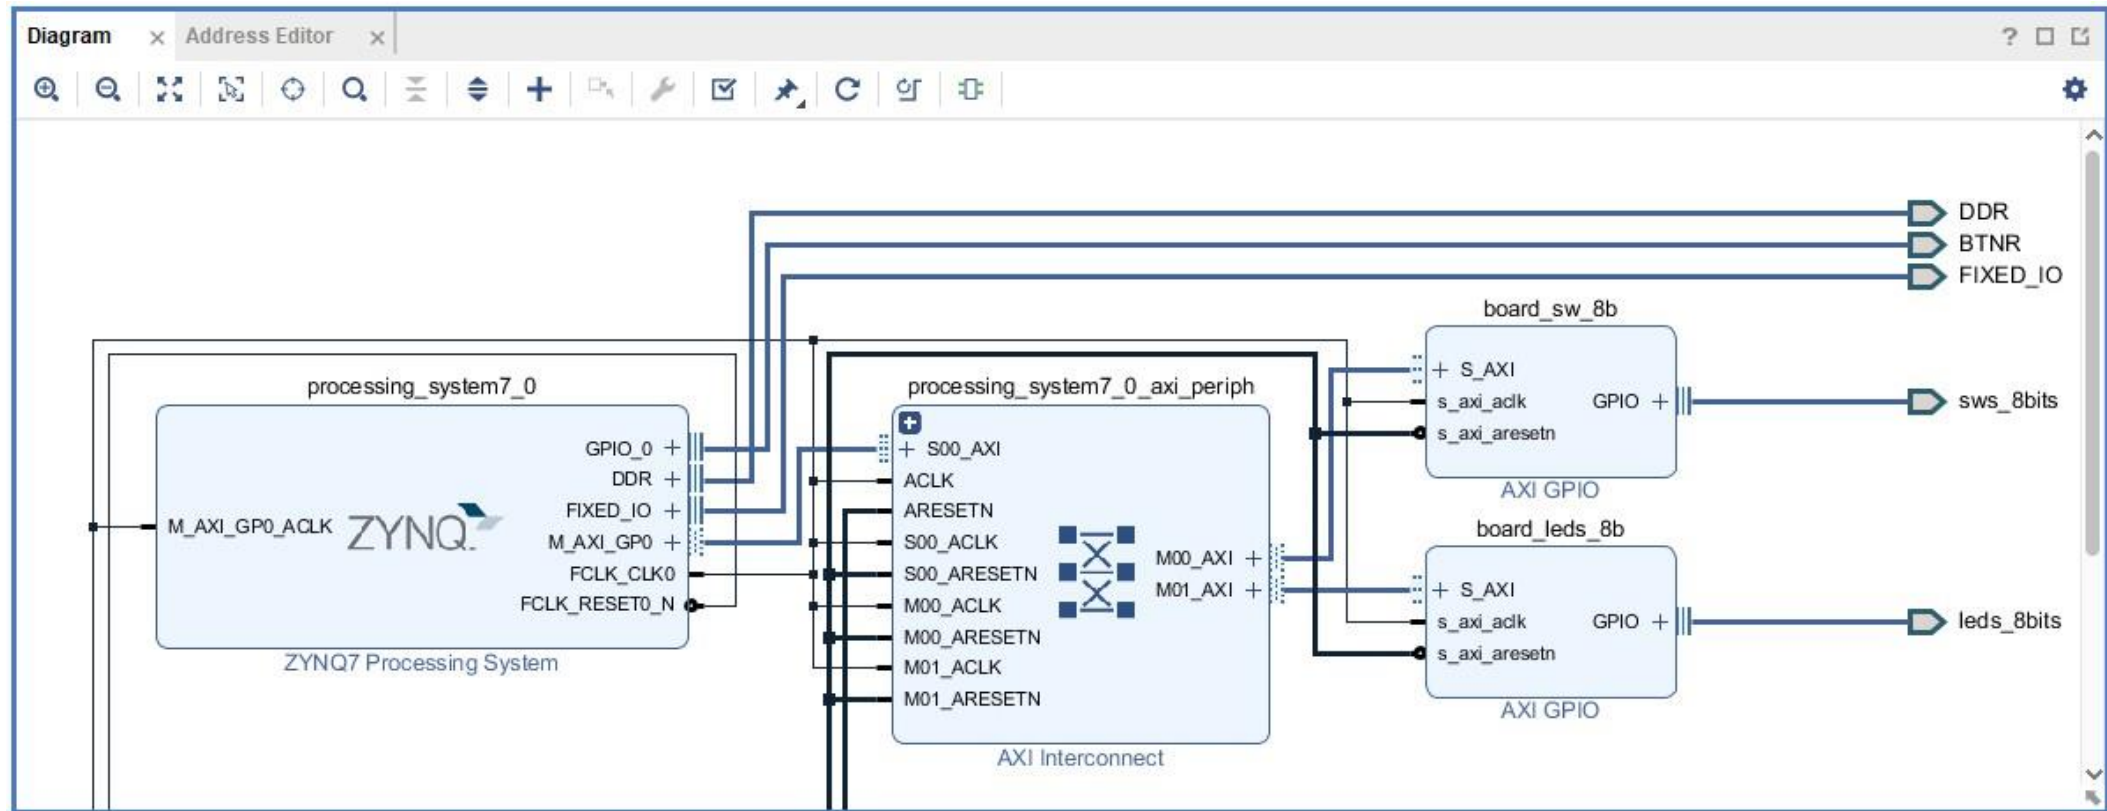 Diagram
Address Editor
DDR
BTNR
FIXED_IO
processing_system7_0
GPIO_0
DDR
FIXED_IO
M_AXI_GP0
FCLK_CLK0
FCLK_RESET0_N
M_AXI_GP0_ACLK
ZYNQ
ZYNQ7 Processing System
processing_system7_0_axi_periph
S00_AXI
ACLK
ARESETN
S00_ACLK
S00_ARESETN
M00_ACLK
M00_ARESETN
M01_ACLK
M01_ARESETN
M00_AXI
M01_AXI
AXI Interconnect
board_sw_8b
S_AXI
s_axi_aclk
s_axi_aresetn
GPIO
AXI GPIO
sws_8bits
board_leds_8b
S_AXI
s_axi_aclk
s_axi_aresetn
GPIO
AXI GPIO
leds_8bits